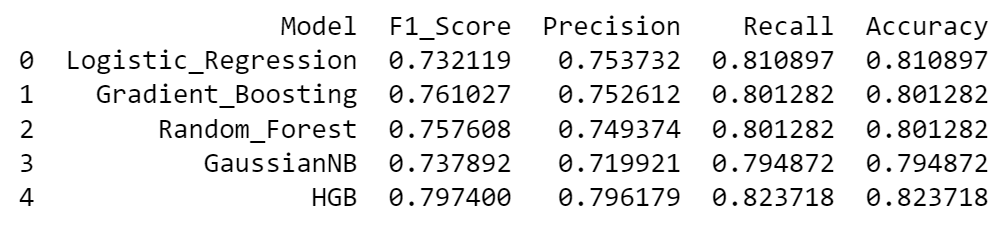 Model F1_Score Precision Recall Accuracy
0 Logistic_Regression 0.732119 0.753732 0.810897 0.810897
1 Gradient_Boosting 0.761027 0.752612 0.801282 0.801282
2 Random_Forest 0.757608 0.749374 0.801282 0.801282
3 GaussianNB 0.737892 0.719921 0.794872 0.794872
4 HGB 0.797400 0.796179 0.823718 0.823718